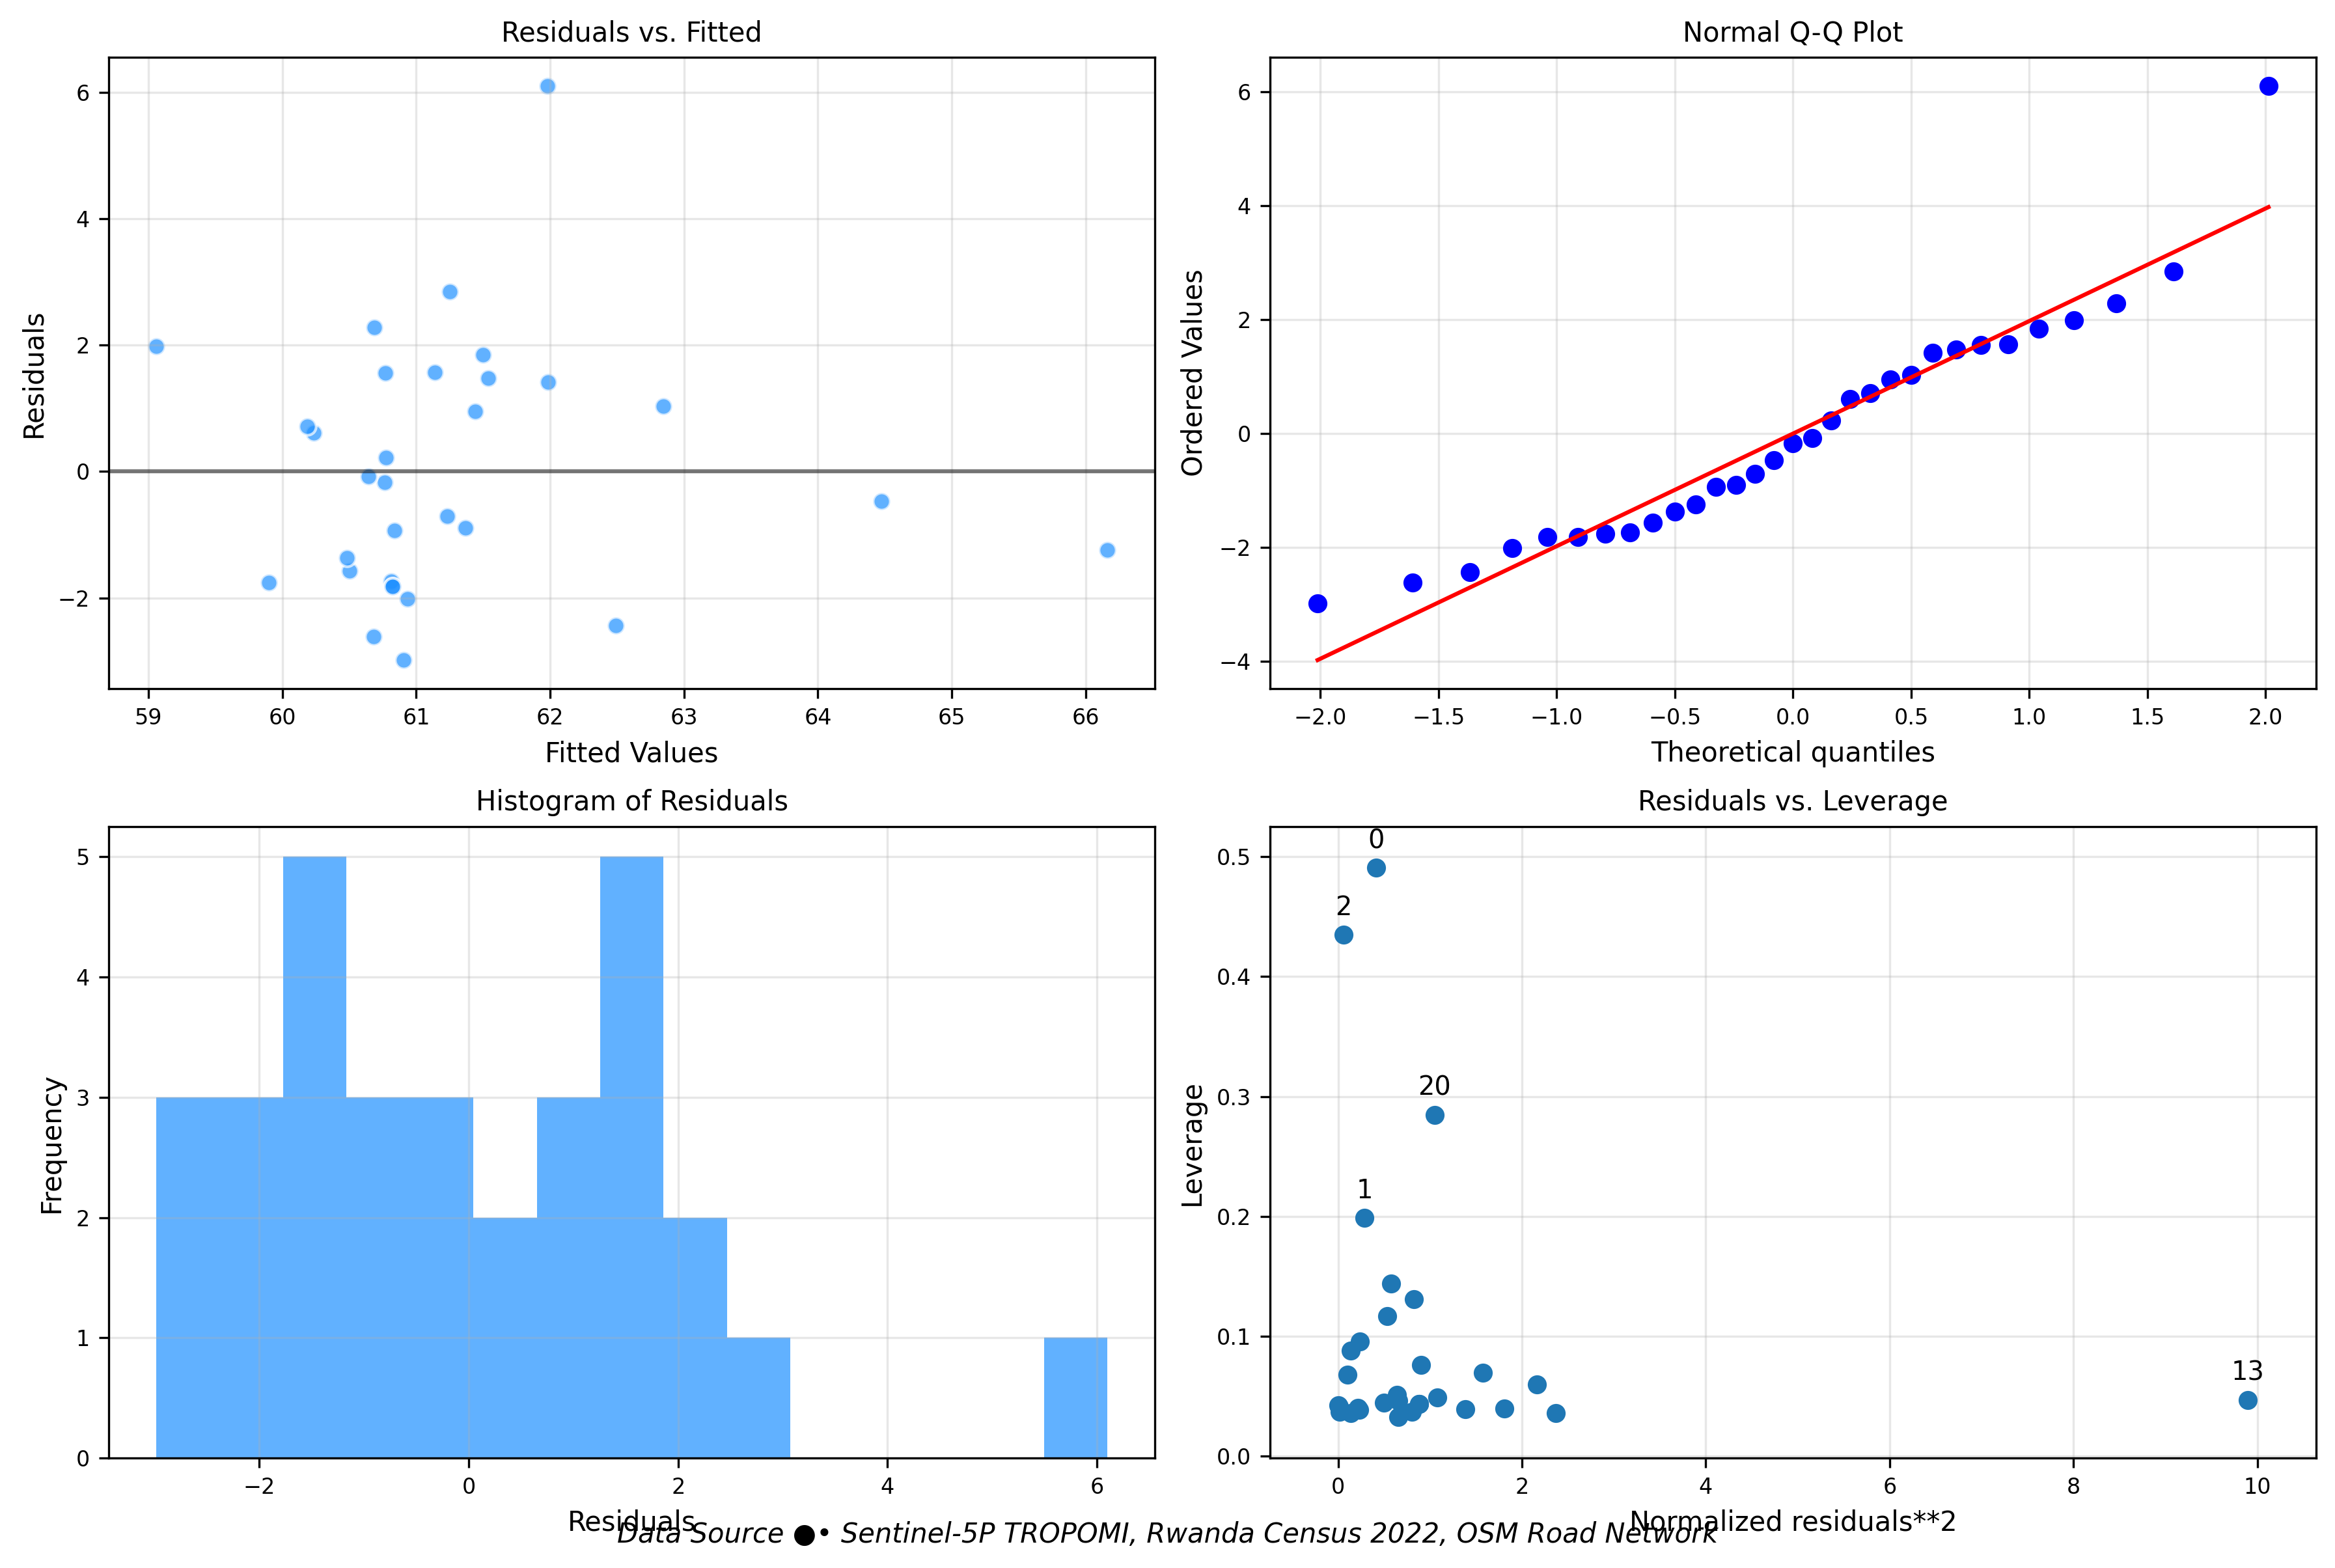 Residuals vs. Fitted
Residuals
6
4
2
0
−2
59 60 61 62 63 64 65 66
Fitted Values
Normal Q-Q Plot
Ordered Values
6
4
2
0
−2
−4
−2.0 −1.5 −1.0 −0.5 0.0 0.5 1.0 1.5 2.0
Theoretical quantiles
Histogram of Residuals
Frequency
5
4
3
2
1
0
−2 0 2 4 6
Residuals
Residuals vs. Leverage
Leverage
0.5
0.4
0.3
0.2
0.1
0.0
0
2
20
1
13
0 2 4 6 8 10
Normalized residuals**2
Data Source ●• Sentinel-5P TROPOMI, Rwanda Census 2022, OSM Road Network